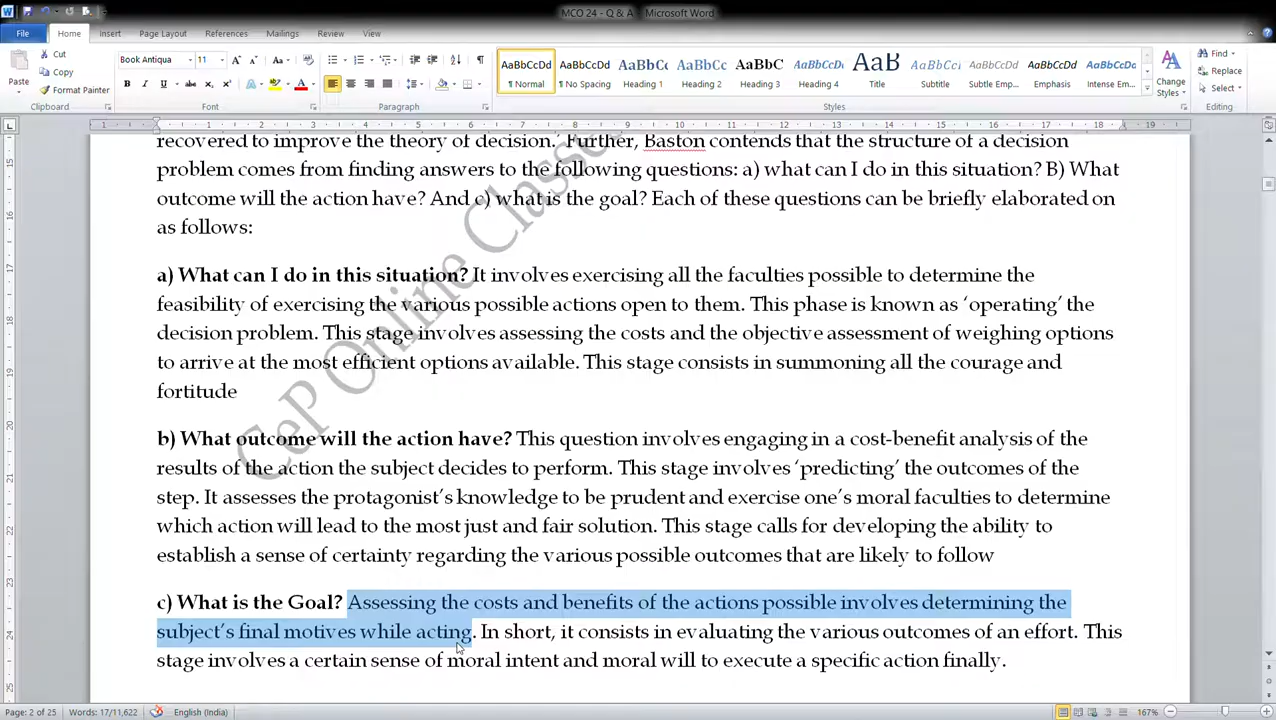 MCO 24 - Q & A - Microsoft Word
File Home Insert Page Layout References Mailings Review View
Cut
Copy
Format Painter
Paste
Clipboard
Book Antiqua 11
Font
Paragraph
AaBbCcDd AaBbCcDd AaBbCc AaBbCcDd AaBbC AaBbCcDd AaB AaBbCcI AaBbCcDd AaBbCcDd AaBbCcDd
¶ Normal ¶ No Spacing Heading 1 Heading 2 Heading 3 Heading 4 Title Subtitle Subtle Emp... Emphasis Intense Em...
Styles
Change Styles
Find
Replace
Select
Editing
recovered to improve the theory of decision.’ Further, Baston contends that the structure of a decision
problem comes from finding answers to the following questions: a) what can I do in this situation? B) What
outcome will the action have? And c) what is the goal? Each of these questions can be briefly elaborated on
as follows:
a) What can I do in this situation? It involves exercising all the faculties possible to determine the
feasibility of exercising the various possible actions open to them. This phase is known as ‘operating’ the
decision problem. This stage involves assessing the costs and the objective assessment of weighing options
to arrive at the most efficient options available. This stage consists in summoning all the courage and
fortitude
b) What outcome will the action have? This question involves engaging in a cost-benefit analysis of the
results of the action the subject decides to perform. This stage involves ‘predicting’ the outcomes of the
step. It assesses the protagonist’s knowledge to be prudent and exercise one’s moral faculties to determine
which action will lead to the most just and fair solution. This stage calls for developing the ability to
establish a sense of certainty regarding the various possible outcomes that are likely to follow
c) What is the Goal? Assessing the costs and benefits of the actions possible involves determining the
subject’s final motives while acting. In short, it consists in evaluating the various outcomes of an effort. This
stage involves a certain sense of moral intent and moral will to execute a specific action finally.
CeP Online Classe
Page: 2 of 25 Words: 17/11,622 English (India) 167%